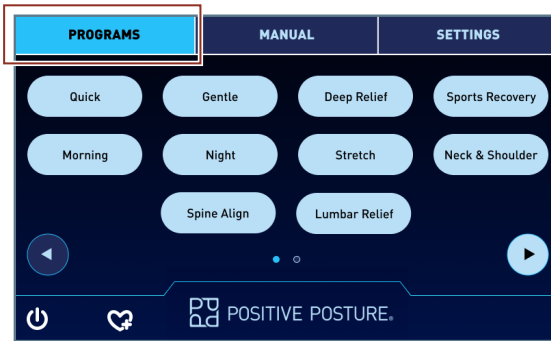 PROGRAMS MANUAL SETTINGS
Quick Gentle Deep Relief Sports Recovery
Morning Night Stretch Neck & Shoulder
Spine Align Lumbar Relief
POSITIVE POSTURE®